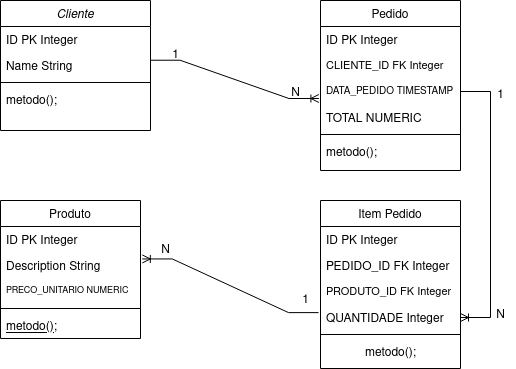 Cliente
ID PK Integer
Name String
metodo();
1
N
Pedido
ID PK Integer
CLIENTE_ID FK Integer
DATA_PEDIDO TIMESTAMP
TOTAL NUMERIC
metodo();
1
N
Produto
ID PK Integer
Description String
PRECO_UNITARIO NUMERIC
metodo();
N
1
Item Pedido
ID PK Integer
PEDIDO_ID FK Integer
PRODUTO_ID FK Integer
QUANTIDADE Integer
metodo();